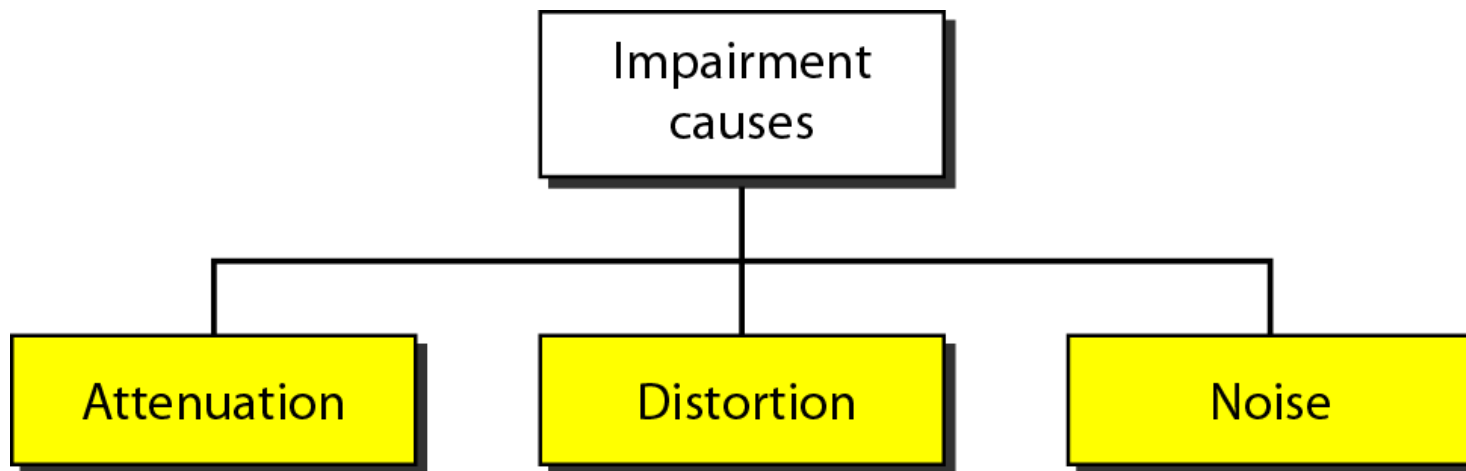 Impairment
causes
Attenuation
Distortion
Noise